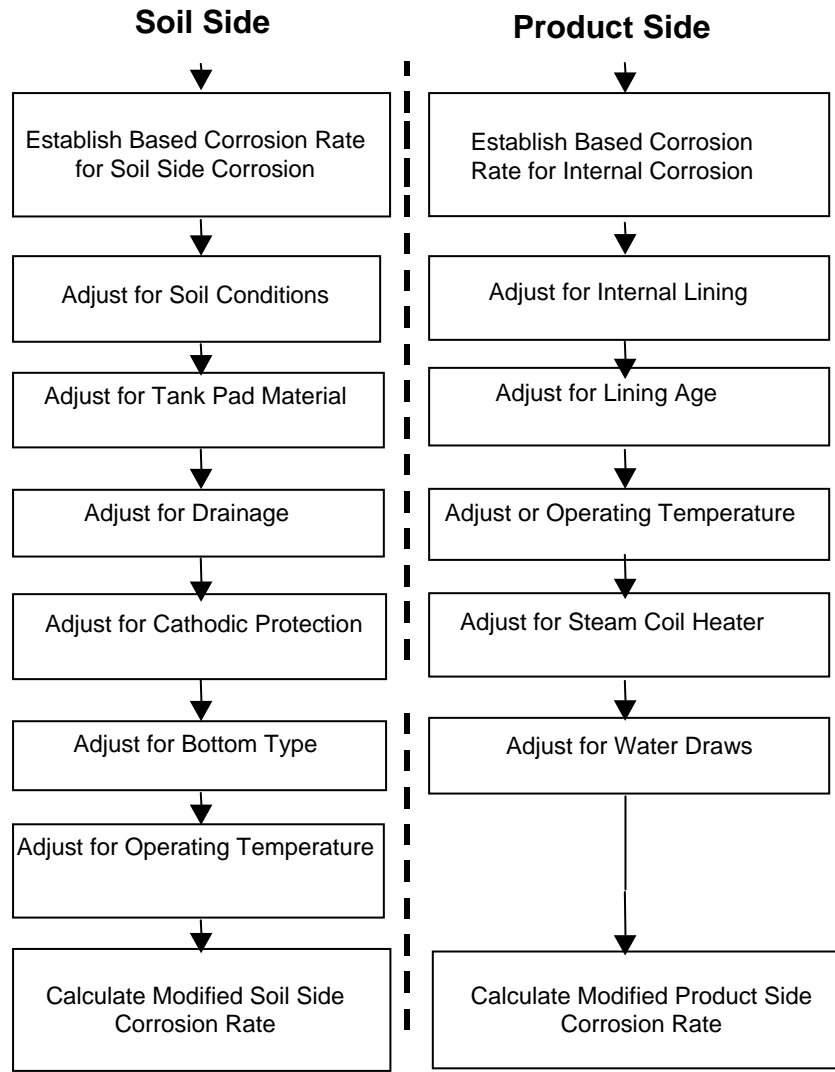 Soil Side
Establish Based Corrosion Rate
for Soil Side Corrosion
Adjust for Soil Conditions
Adjust for Tank Pad Material
Adjust for Drainage
Adjust for Cathodic Protection
Adjust for Bottom Type
Adjust for Operating Temperature
Calculate Modified Soil Side
Corrosion Rate
Product Side
Establish Based Corrosion
Rate for Internal Corrosion
Adjust for Internal Lining
Adjust for Lining Age
Adjust or Operating Temperature
Adjust for Steam Coil Heater
Adjust for Water Draws
Calculate Modified Product Side
Corrosion Rate